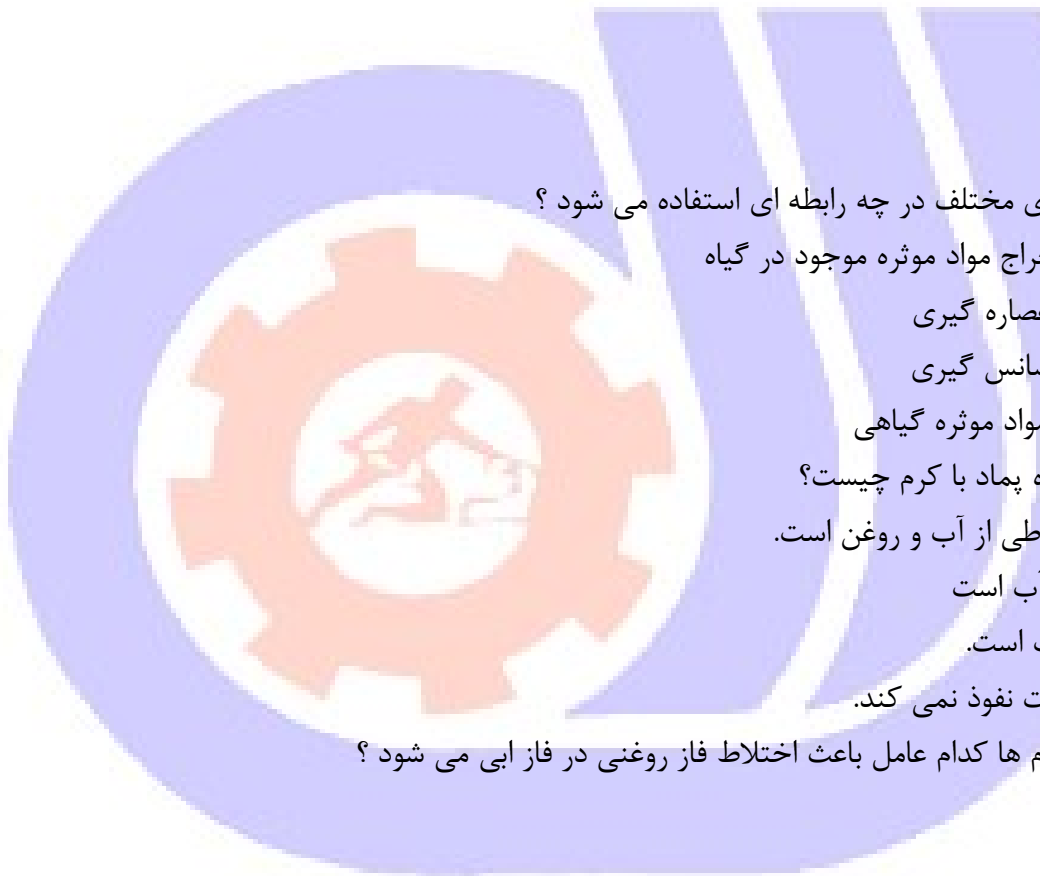 ی مختلف در چه رابطه ای استفاده می شود ؟
راج مواد موثره موجود در گیاه
صاره گیری
سانس گیری
مواد موثره گیاهی
ه پماد با کرم چیست؟
طی از آب و روغن است.
آب است
است.
ت نفوذ نمی کند.
م ها کدام عامل باعث اختلاط فاز روغنی در فاز ابی می شود ؟